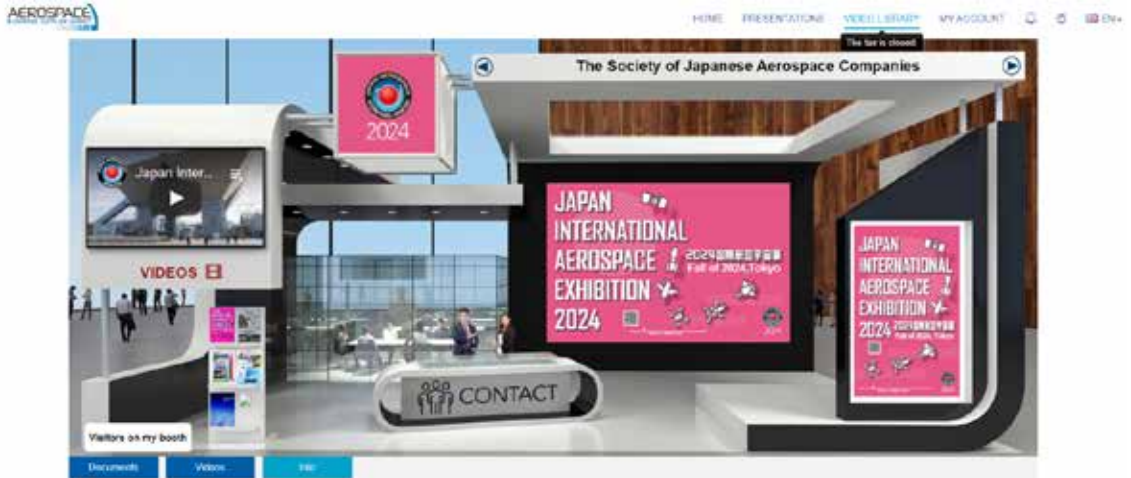 AEROSPACE
HOME PRESENTATIONS VIDEO LIBRARY MY ACCOUNT EN
The bar is closed
The Society of Japanese Aerospace Companies
2024
Japan Inter...
VIDEOS
JAPAN
INTERNATIONAL
AEROSPACE
EXHIBITION
2024
2024国際航空宇宙展
Fall of 2024,Tokyo
JAPAN
INTERNATIONAL
AEROSPACE
EXHIBITION
2024
2024国際航空宇宙展
Fall of 2024, Tokyo
CONTACT
Visitors on my booth
Documents Videos Info